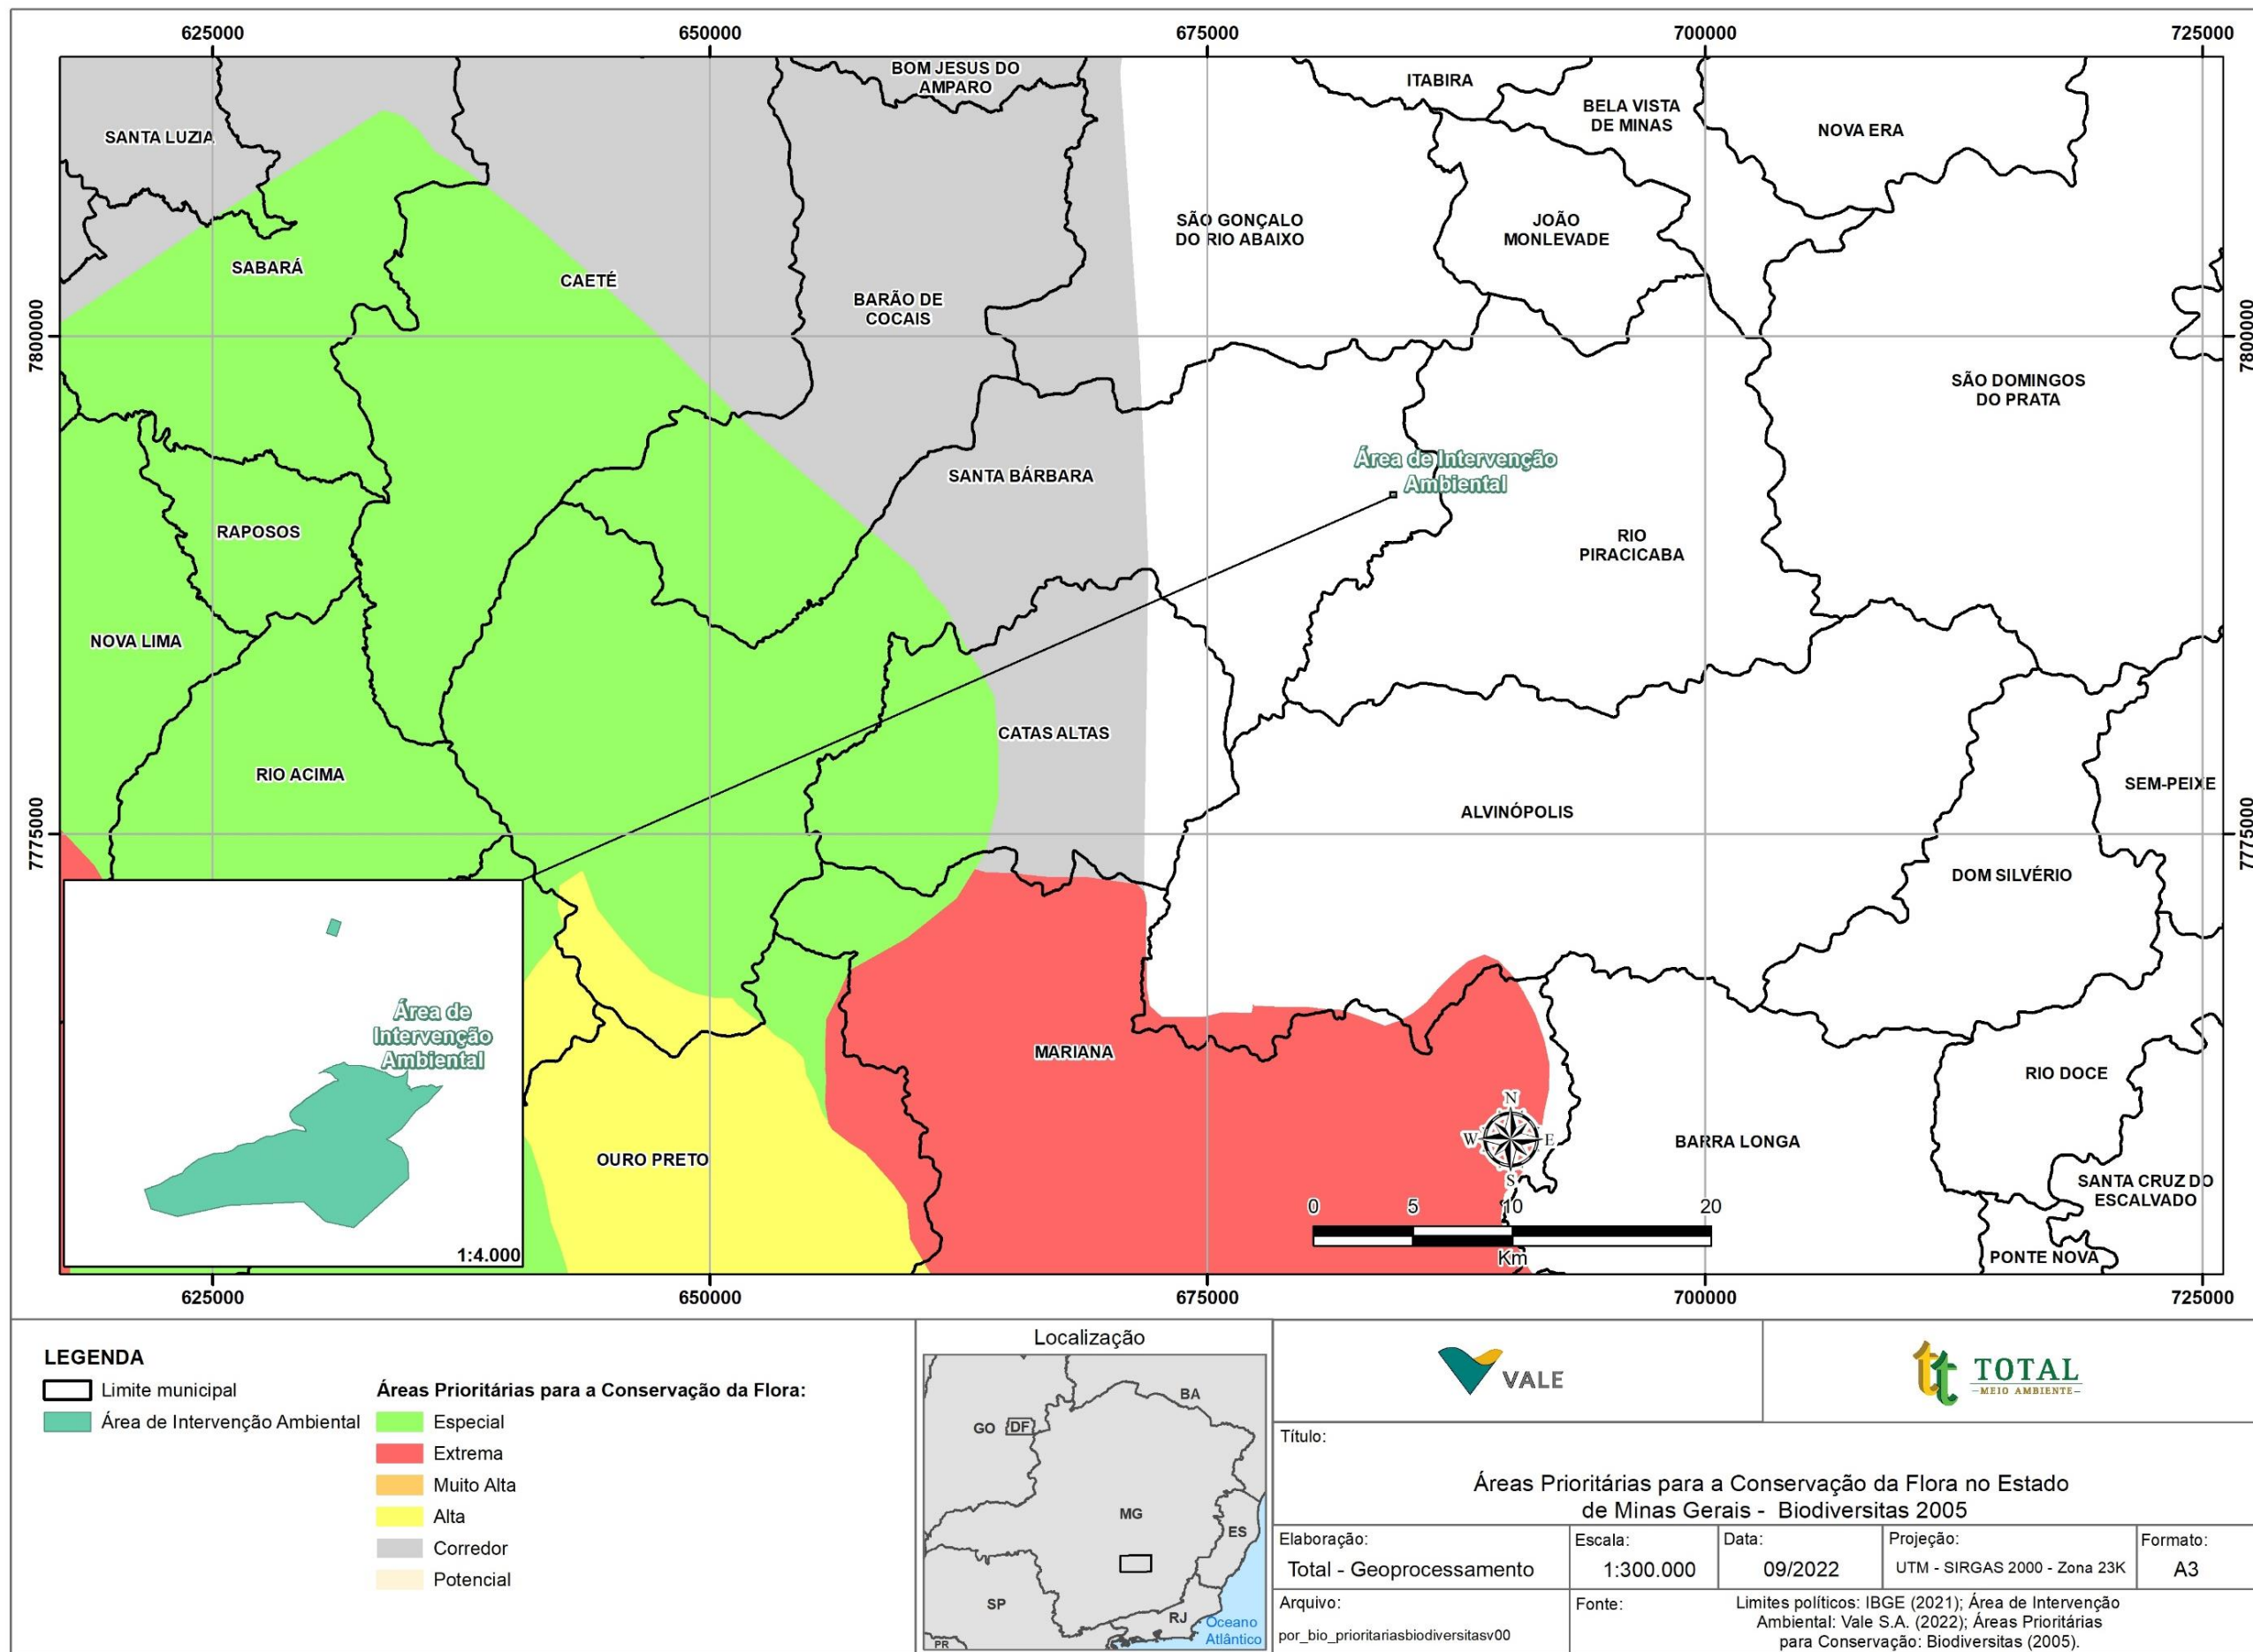 625000
650000
675000
700000
725000
BOM JESUS DO
AMPARO
ITABIRA
BELA VISTA
DE MINAS
NOVA ERA
SANTA LUZIA
SÃO GONÇALO
DO RIO ABAIXO
JOÃO
MONLEVADE
SABARÁ
CAETÉ
BARÃO DE
COCAIS
7800000
7800000
SÃO DOMINGOS
DO PRATA
Área de Intervenção
Ambiental
SANTA BÁRBARA
RAPOSOS
RIO
PIRACICABA
NOVA LIMA
CATAS ALTAS
RIO ACIMA
SEM-PEIXE
ALVINÓPOLIS
7775000
7775000
DOM SILVÉRIO
Área de
Intervenção
Ambiental
MARIANA
RIO DOCE
N
W
E
S
BARRA LONGA
OURO PRETO
SANTA CRUZ DO
ESCALVADO
0
5
10
20
Km
1:4.000
PONTE NOVA
625000
650000
675000
700000
725000
LEGENDA
Limite municipal
Área de Intervenção Ambiental
Áreas Prioritárias para a Conservação da Flora:
Especial
Extrema
Muito Alta
Alta
Corredor
Potencial
Localização
BA
GO
DF
MG
ES
SP
RJ
PR
Oceano
Atlântico
VALE
tt TOTAL
MEIO AMBIENTE
Título:
Áreas Prioritárias para a Conservação da Flora no Estado
de Minas Gerais - Biodiversitas 2005
Elaboração:
Total - Geoprocessamento
Escala:
1:300.000
Data:
09/2022
Projeção:
UTM - SIRGAS 2000 - Zona 23K
Formato:
A3
Arquivo:
por_bio_prioritariasbiodiversitasv00
Fonte:
Limites políticos: IBGE (2021); Área de Intervenção
Ambiental: Vale S.A. (2022); Áreas Prioritárias
para Conservação: Biodiversitas (2005).